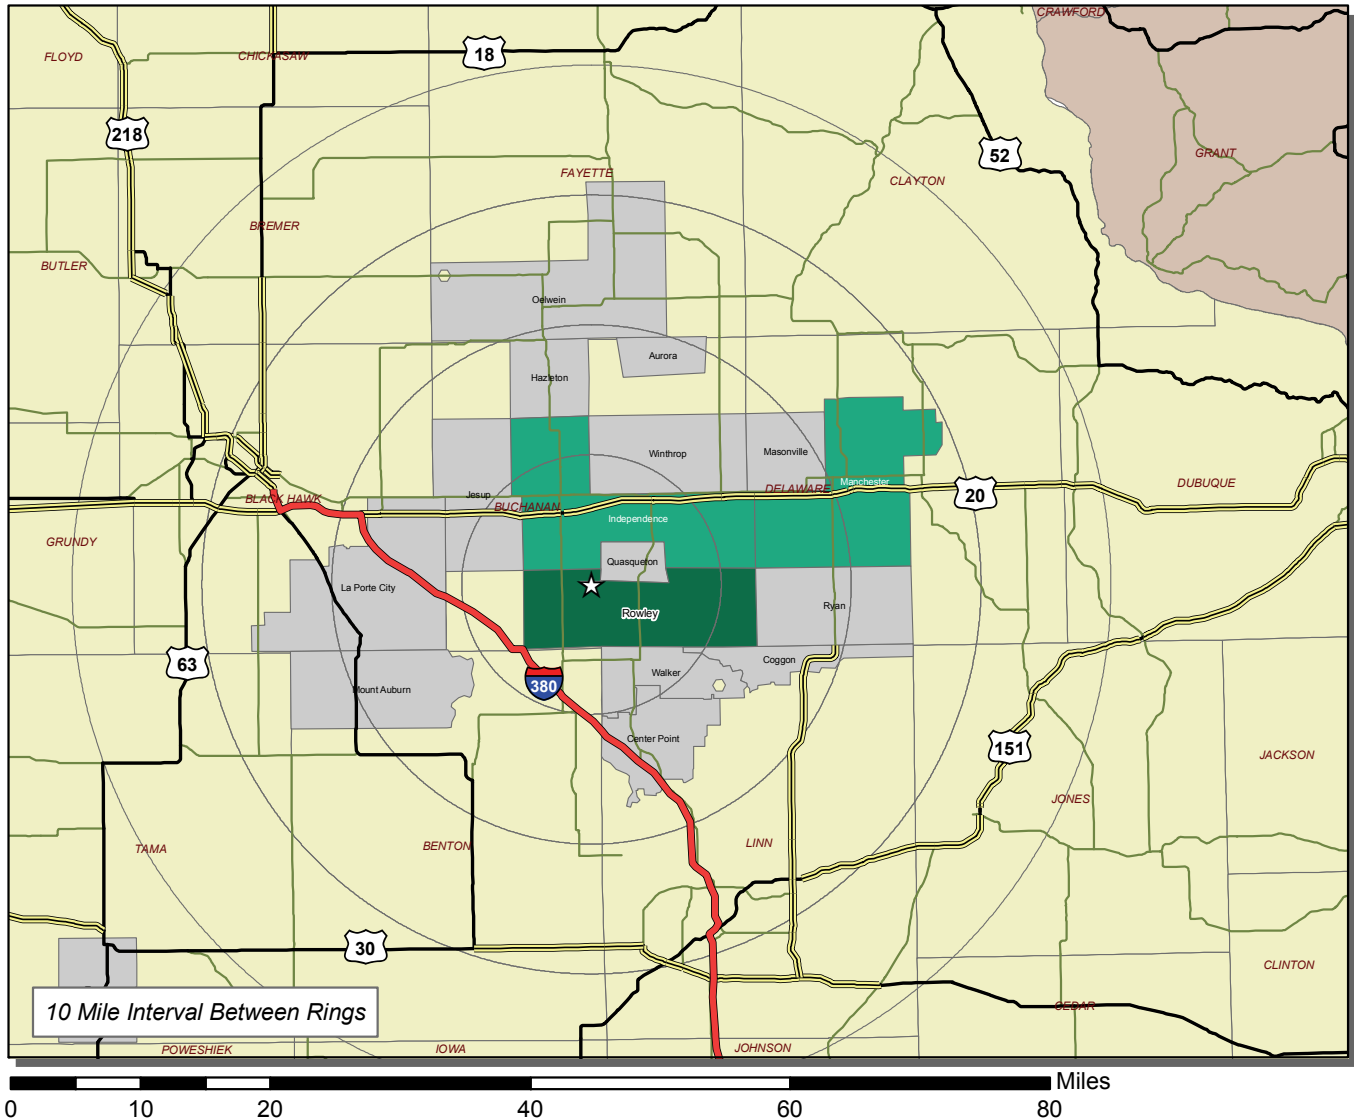 CRAWFORD
FLOYD
CHICKASAW
18
218
52
GRANT
FAYETTE
CLAYTON
BREMER
BUTLER
Oelwein
Aurora
Hazleton
Winthrop
Masonville
Manchester
DUBUQUE
Jesup
DELAWARE
20
BLACK HAWK
BUCHANAN
Independence
GRUNDY
Quasqueton
La Porte City
Rowley
Ryan
63
Walker
Coggon
380
Mount Auburn
Center Point
151
JACKSON
JONES
TAMA
BENTON
LINN
30
CLINTON
CEDAR
10 Mile Interval Between Rings
POWESHIEK
IOWA
JOHNSON
Miles
0 10 20 40 60 80